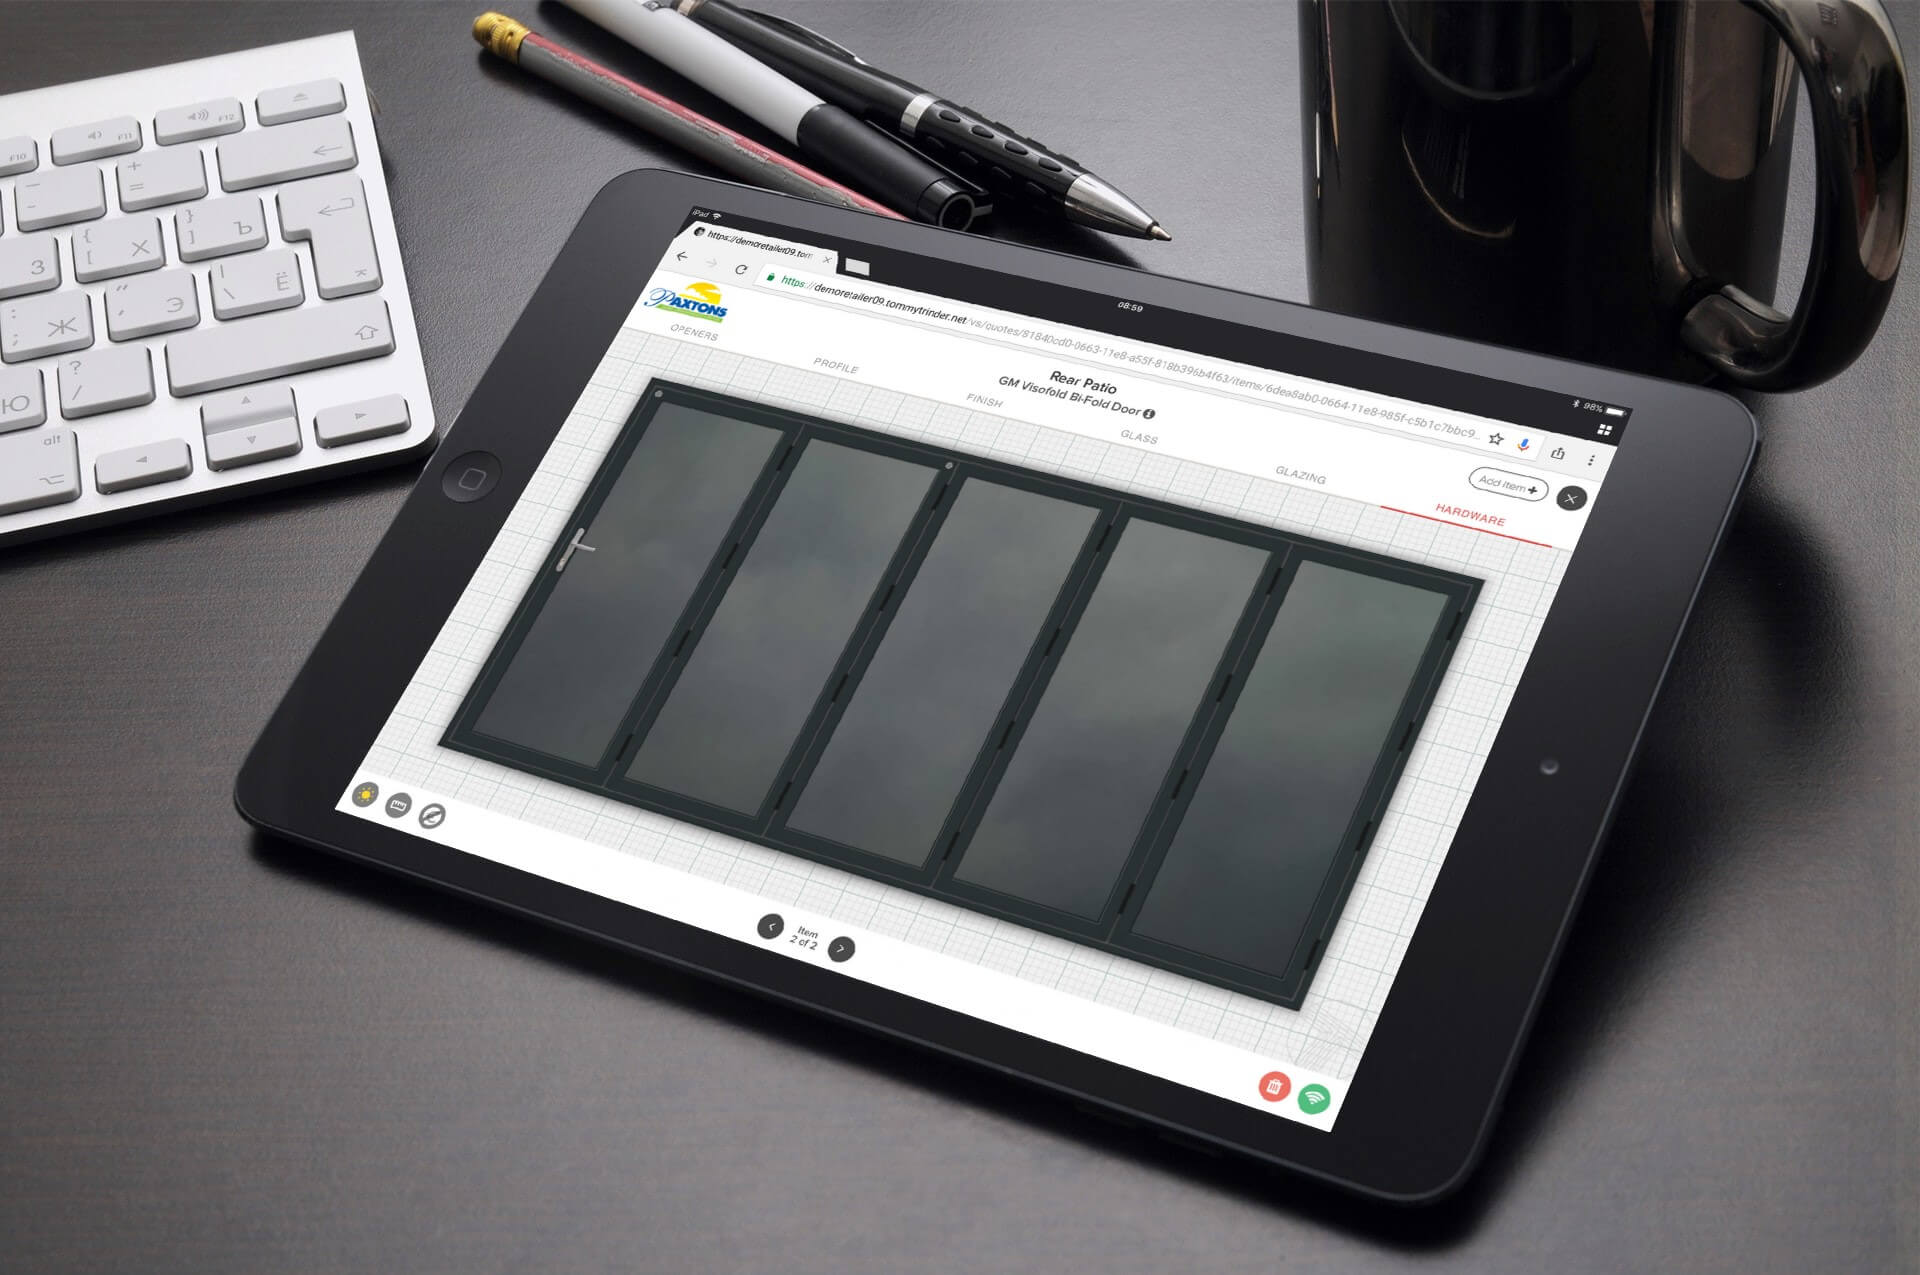 F10
F11
F12
-
+
=
З
{
[
Х
}
]
Ъ
:
;
Ж
"
'
Э
|
\
Ё
Ю
?
/
alt
iPad
08:59
98%
https://demoretailer09.tom
https://demoretailer09.tommytrinder.net/vs/quotes/81840cd0-0663-11e8-a55f-818b396b4f63/items/6dea8ab0-0664-11e8-985f-c5b1c7bbc9...
PAXTONS
Rear Patio
GM Visofold Bi-Fold Door
Add item +
OPENERS
PROFILE
FINISH
GLASS
GLAZING
HARDWARE
Item
2 of 2